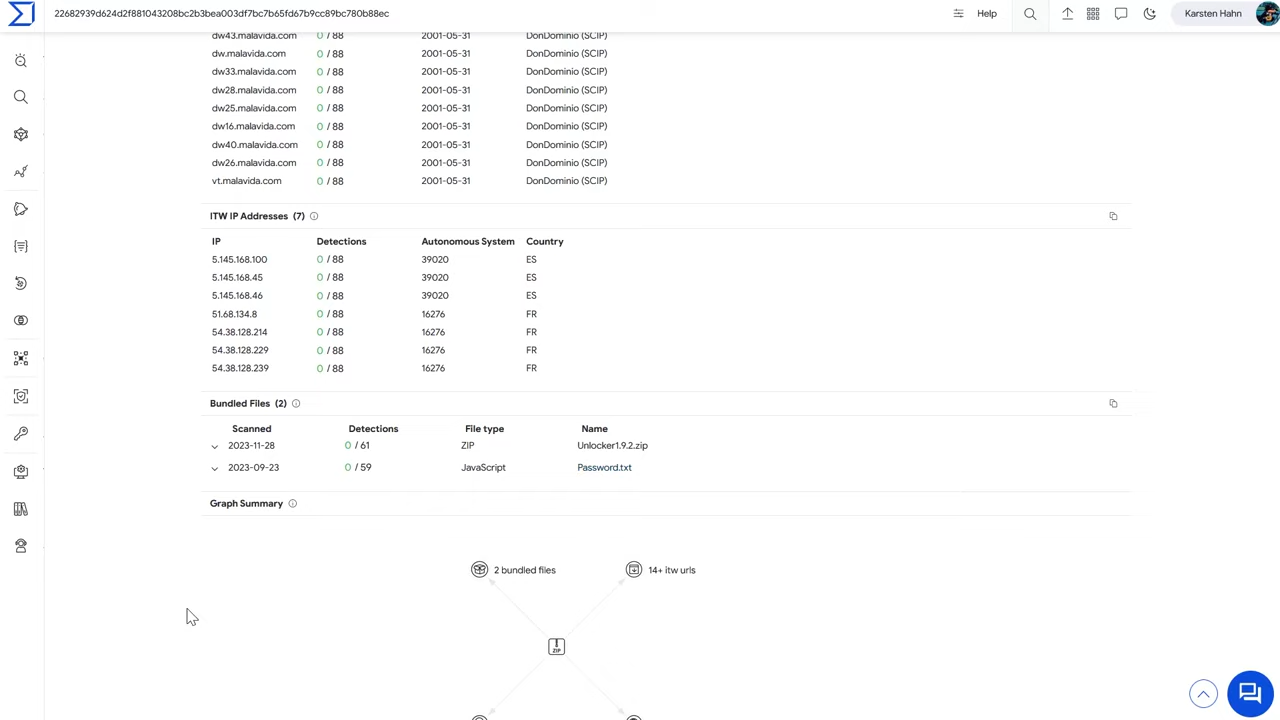 22682939d624d2f881043208bc2b3bea003df7bc7b65fd67b9cc89bc780b88ec Help Karsten Hahn
dw43.malavida.com 0 / 88 2001-05-31 DonDominio (SCIP)
dw.malavida.com 0 / 88 2001-05-31 DonDominio (SCIP)
dw33.malavida.com 0 / 88 2001-05-31 DonDominio (SCIP)
dw28.malavida.com 0 / 88 2001-05-31 DonDominio (SCIP)
dw25.malavida.com 0 / 88 2001-05-31 DonDominio (SCIP)
dw16.malavida.com 0 / 88 2001-05-31 DonDominio (SCIP)
dw40.malavida.com 0 / 88 2001-05-31 DonDominio (SCIP)
dw26.malavida.com 0 / 88 2001-05-31 DonDominio (SCIP)
vt.malavida.com 0 / 88 2001-05-31 DonDominio (SCIP)
ITW IP Addresses (7)
IP Detections Autonomous System Country
5.145.168.100 0 / 88 39020 ES
5.145.168.45 0 / 88 39020 ES
5.145.168.46 0 / 88 39020 ES
51.68.134.8 0 / 88 16276 FR
54.38.128.214 0 / 88 16276 FR
54.38.128.229 0 / 88 16276 FR
54.38.128.239 0 / 88 16276 FR
Bundled Files (2)
Scanned Detections File type Name
2023-11-28 0 / 61 ZIP Unlocker1.9.2.zip
2023-09-23 0 / 59 JavaScript Password.txt
Graph Summary
2 bundled files 14+ itw urls
ZIP